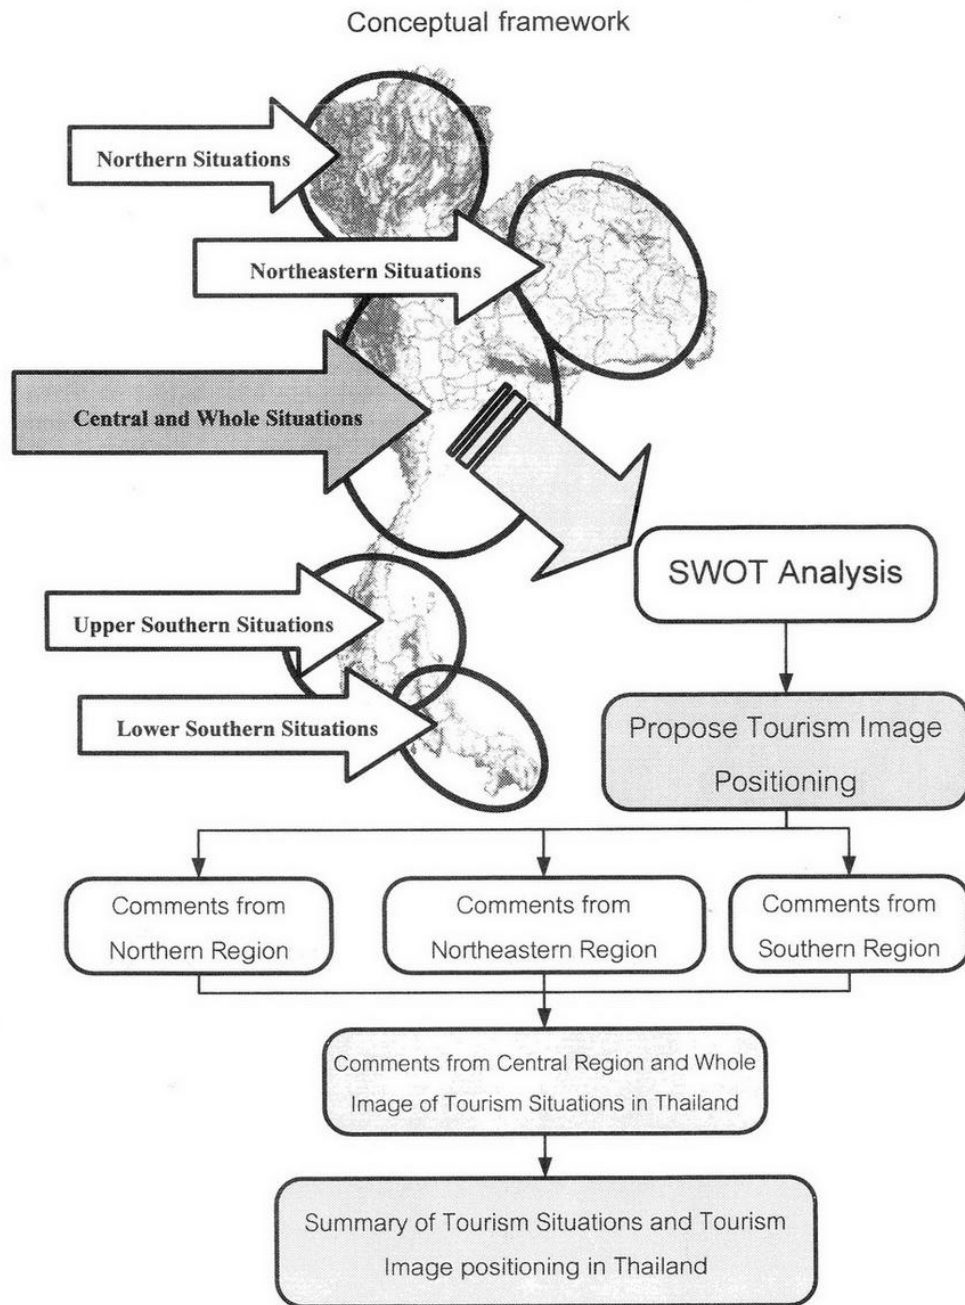 Conceptual framework
Northern Situations
Northeastern Situations
Central and Whole Situations
SWOT Analysis
Upper Southern Situations
Lower Southern Situations
Propose Tourism Image
Positioning
Comments from
Northern Region
Comments from
Northeastern Region
Comments from
Southern Region
Comments from Central Region and Whole
Image of Tourism Situations in Thailand
Summary of Tourism Situations and Tourism
Image positioning in Thailand